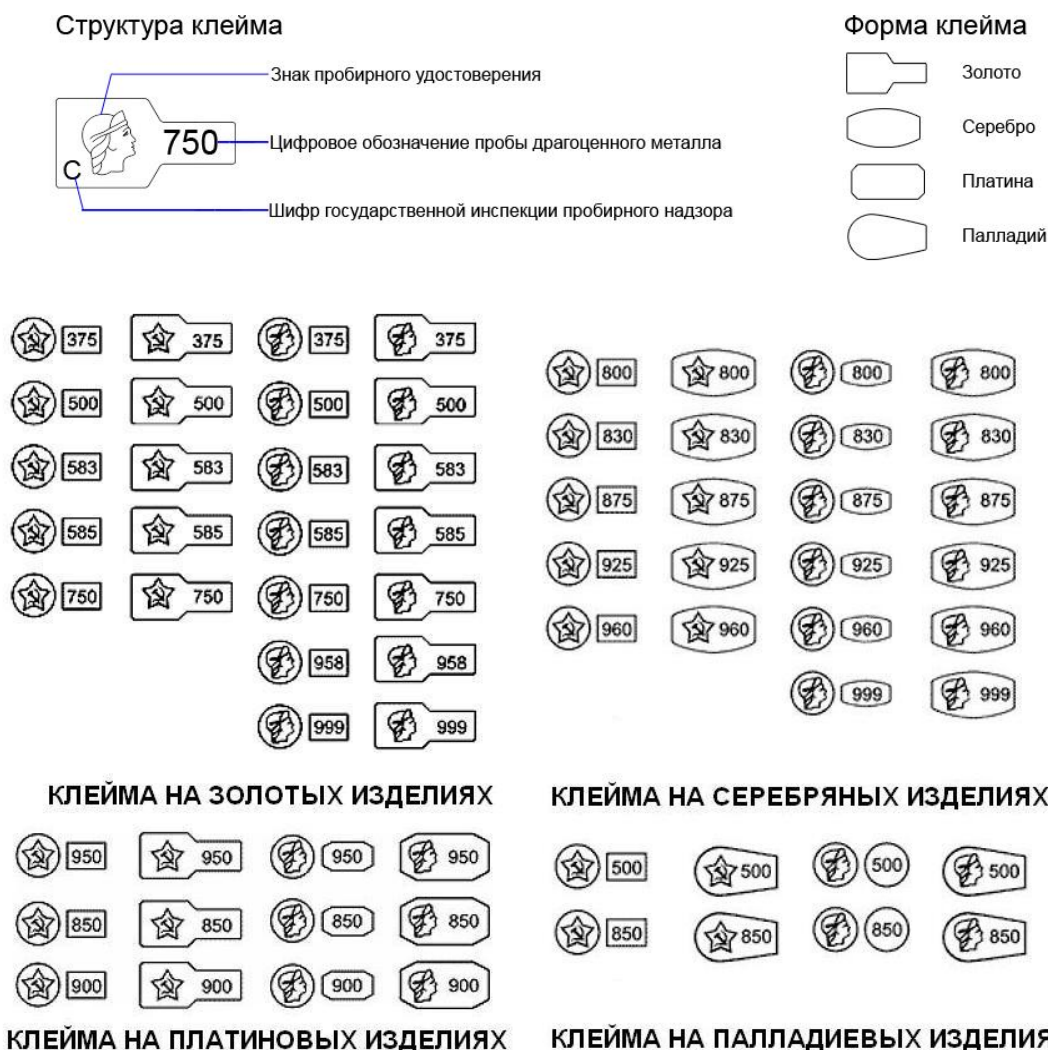 Структура клейма
Форма клейма
Знак пробирного удостоверения
750
Цифровое обозначение пробы драгоценного металла
С
Шифр государственной инспекции пробирного надзора
Золото
Серебро
Платина
Палладий
375 375 375 375
500 500 500 500
583 583 583 583
585 585 585 585
750 750 750 750
958 958
999 999
КЛЕЙМА НА ЗОЛОТЫХ ИЗДЕЛИЯХ
800 800 800 800
830 830 830 830
875 875 875 875
925 925 925 925
960 960 960 960
999 999
КЛЕЙМА НА СЕРЕБРЯНЫХ ИЗДЕЛИЯХ
950 950 950 950
850 850 850 850
900 900 900 900
КЛЕЙМА НА ПЛАТИНОВЫХ ИЗДЕЛИЯХ
500 500 500 500
850 850 850 850
КЛЕЙМА НА ПАЛЛАДИЕВЫХ ИЗДЕЛИЯ